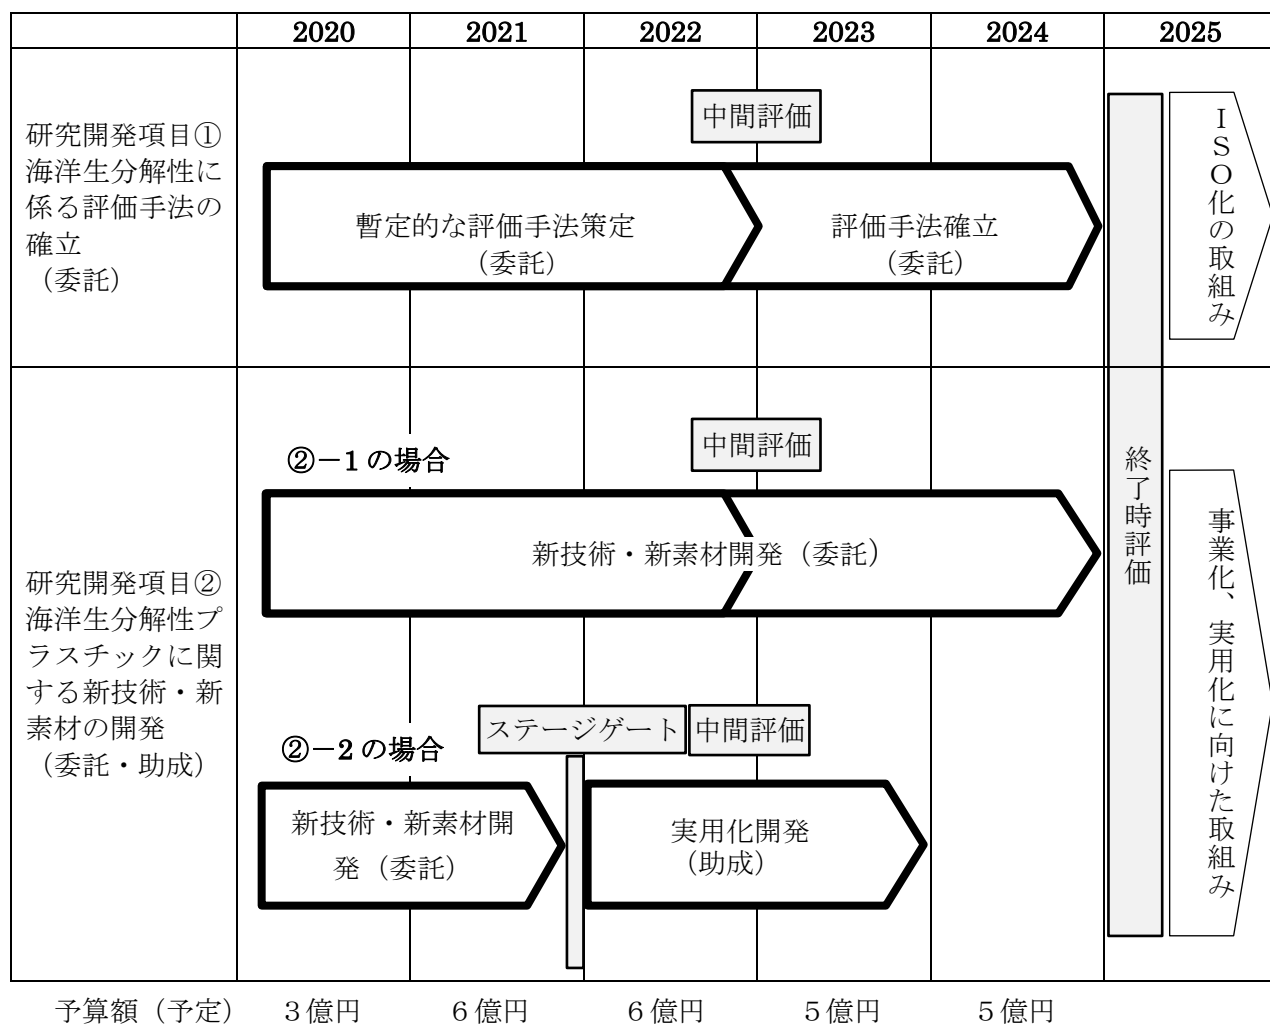 2020 2021 2022 2023 2024 2025
研究開発項目①
海洋生分解性に
係る評価手法の
確立
（委託）
中間評価
暫定的な評価手法策定
（委託）
評価手法確立
（委託）
ＩＳＯ化の取組み
研究開発項目②
海洋生分解性プ
ラスチックに関
する新技術・新
素材の開発
（委託・助成）
②－1 の場合
中間評価
新技術・新素材開発（委託）
②－2 の場合
ステージゲート
中間評価
新技術・新素材開
発（委託）
実用化開発
（助成）
終了時評価
事業化、実用化に向けた取組み
予算額（予定） ３億円 ６億円 ６億円 ５億円 ５億円